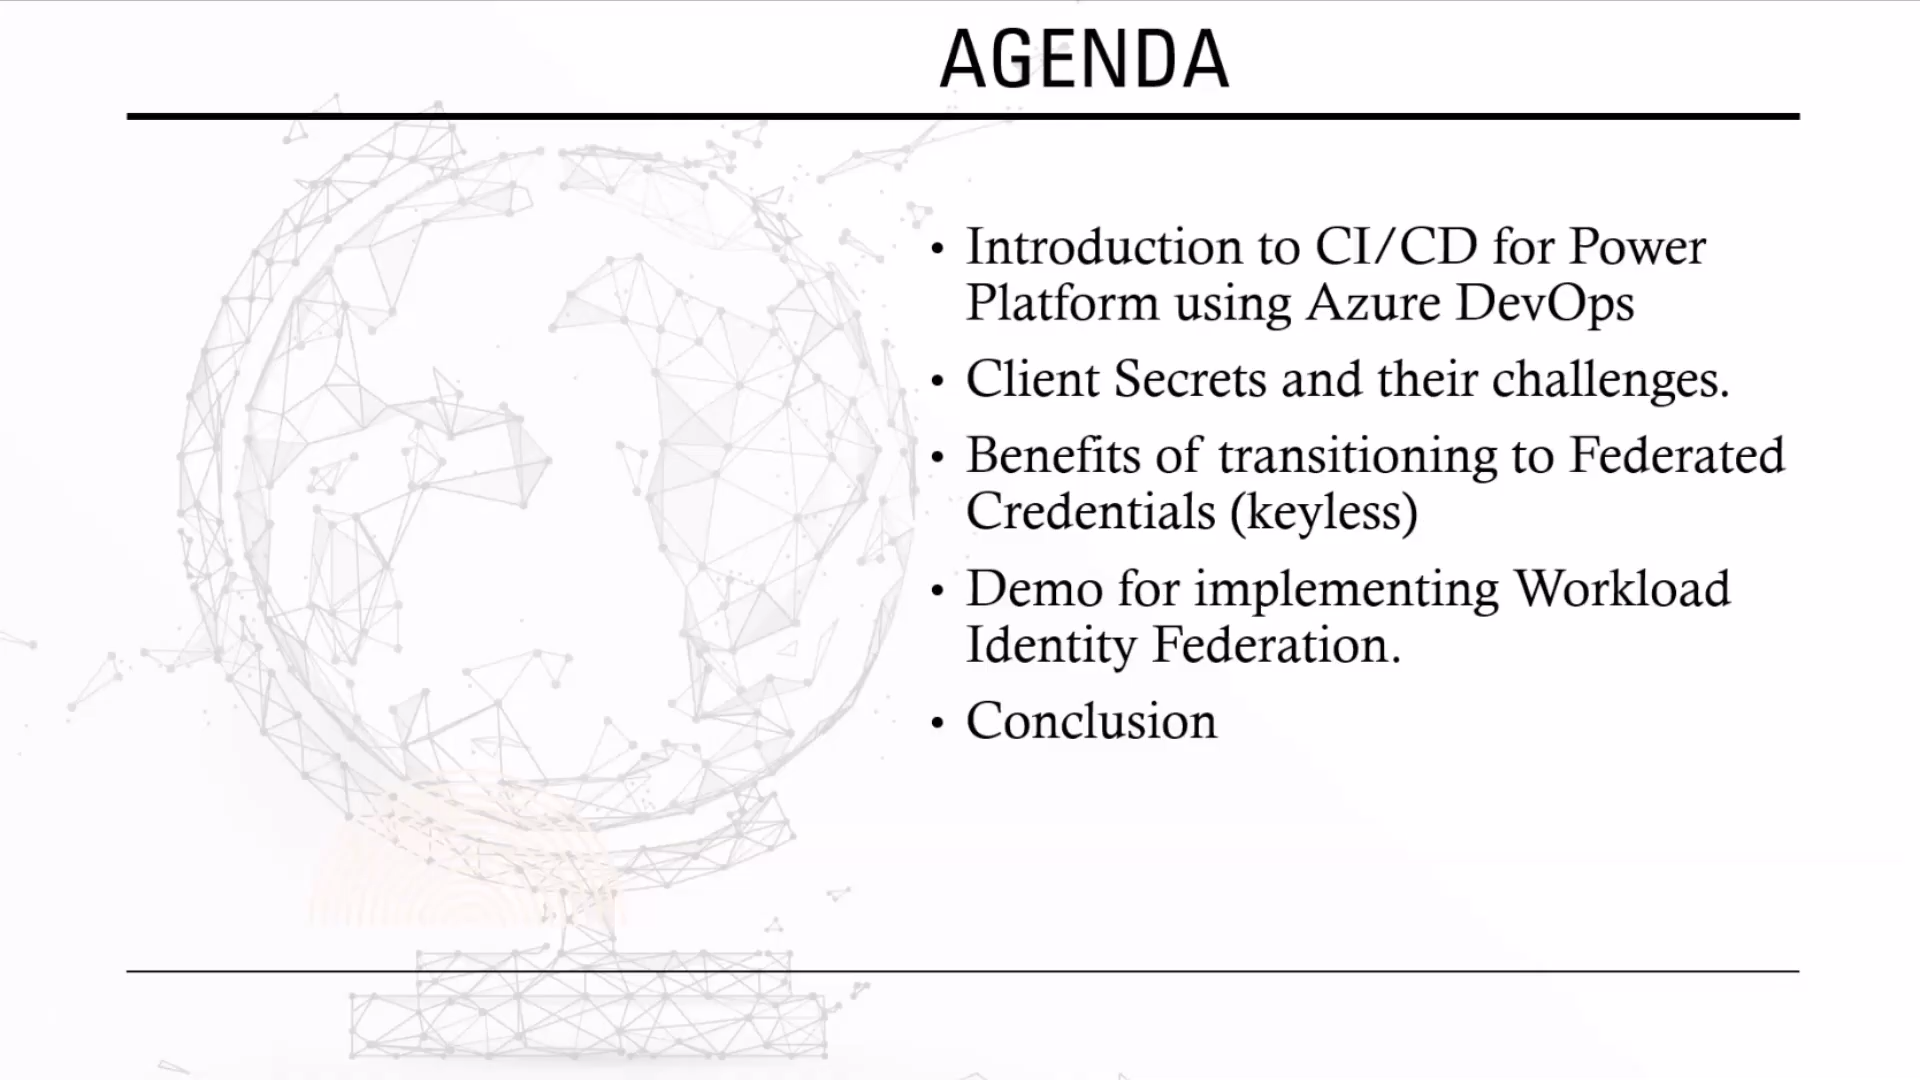 AGENDA
• Introduction to CI/CD for Power
Platform using Azure DevOps
• Client Secrets and their challenges.
• Benefits of transitioning to Federated
Credentials (keyless)
• Demo for implementing Workload
Identity Federation.
• Conclusion